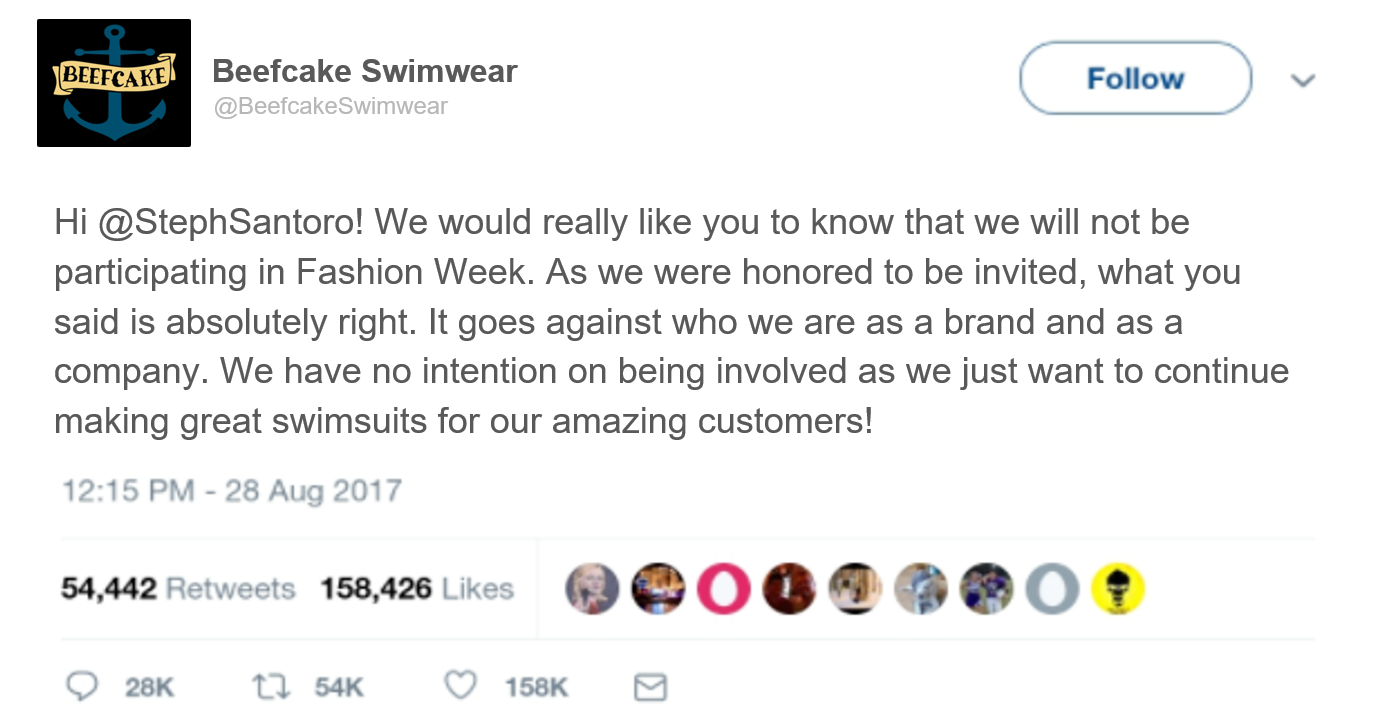 BEEFCAKE
Beefcake Swimwear
@BeefcakeSwimwear
Follow
Hi @StephSantoro! We would really like you to know that we will not be
participating in Fashion Week. As we were honored to be invited, what you
said is absolutely right. It goes against who we are as a brand and as a
company. We have no intention on being involved as we just want to continue
making great swimsuits for our amazing customers!
12:15 PM - 28 Aug 2017
54,442 Retweets 158,426 Likes
28K 54K 158K